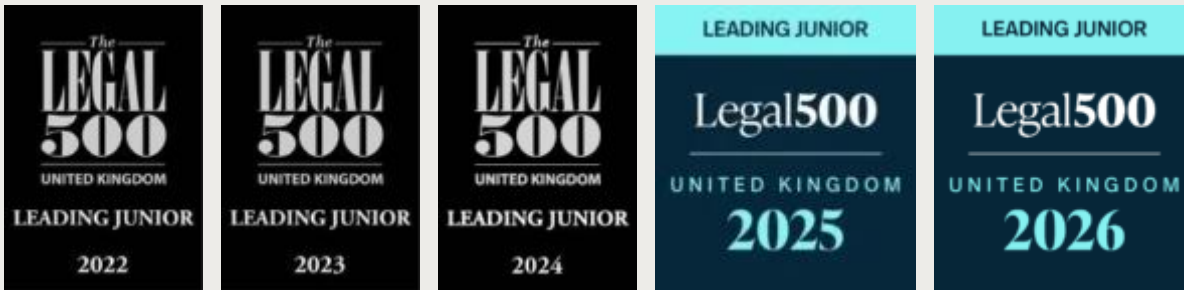 The
LEGAL
500
UNITED KINGDOM
LEADING JUNIOR
2022
The
LEGAL
500
UNITED KINGDOM
LEADING JUNIOR
2023
The
LEGAL
500
UNITED KINGDOM
LEADING JUNIOR
2024
LEADING JUNIOR
Legal500
UNITED KINGDOM
2025
LEADING JUNIOR
Legal500
UNITED KINGDOM
2026